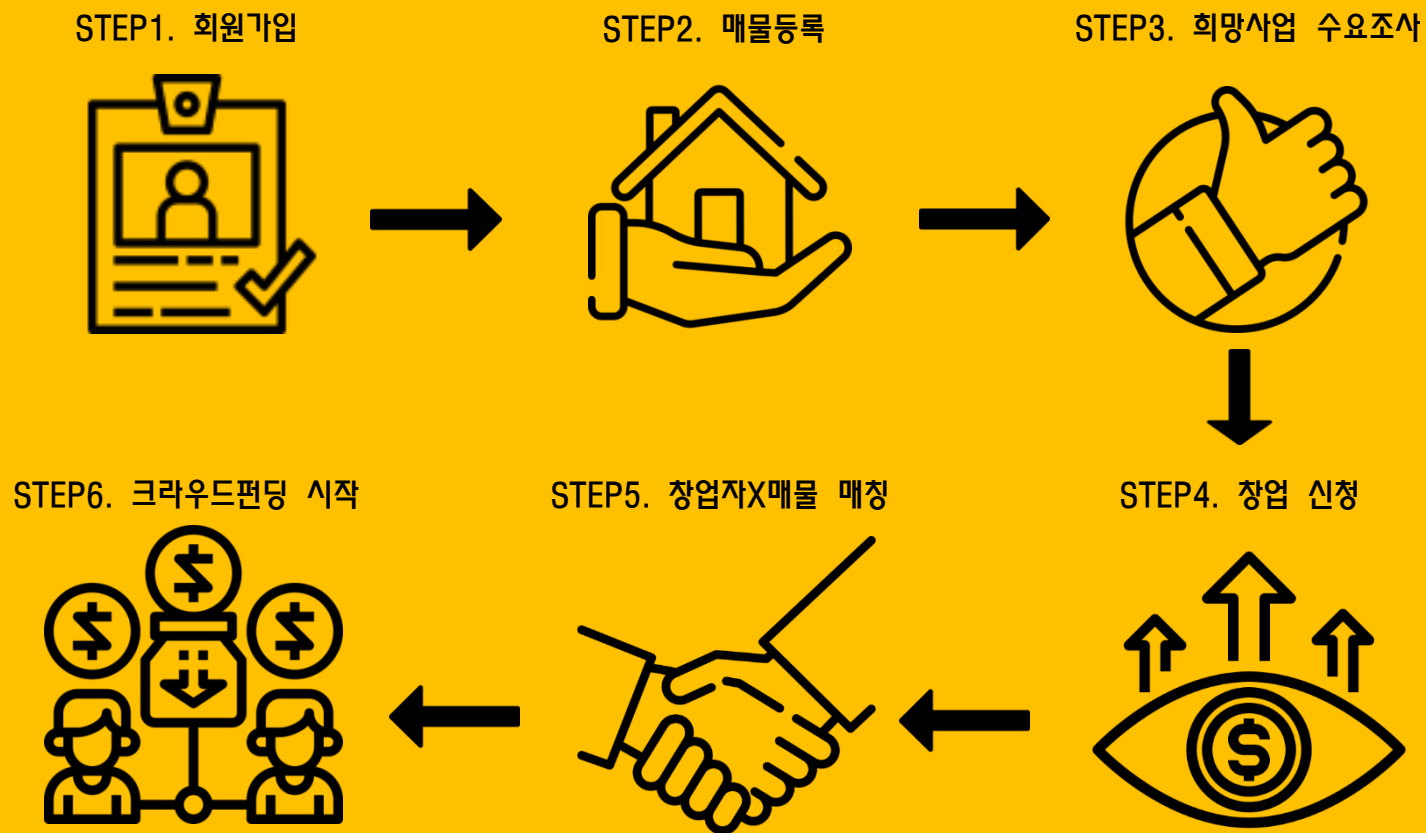 STEP1. 회원가입
STEP2. 매물등록
STEP3. 희망사업 수요조사
STEP4. 창업 신청
STEP5. 창업자X매물 매칭
STEP6. 크라우드펀딩 시작